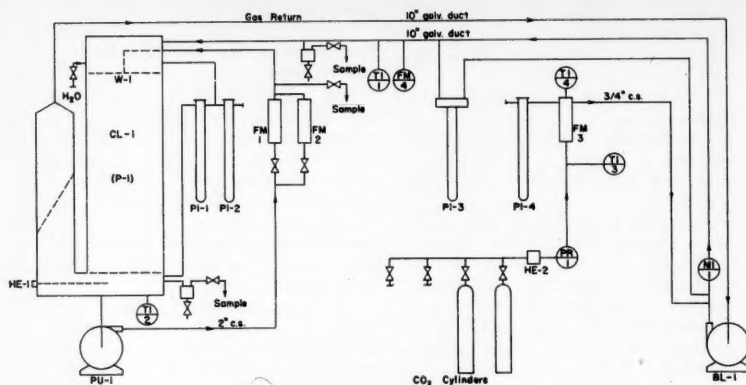 Gas Return
10" galv. duct
10" galv. duct
Sample
W-1
H₂O
Sample
TI
1
FM
4
TI
4
3/4" c.s.
CL-1
FM
1
FM
2
FM
3
(P-1)
TI
3
PI-1
PI-2
PI-3
PI-4
HE-1
HE-2
PR
1
MI
1
Sample
TI
2
2" c.s.
PU-1
CO₂ Cylinders
BL-1